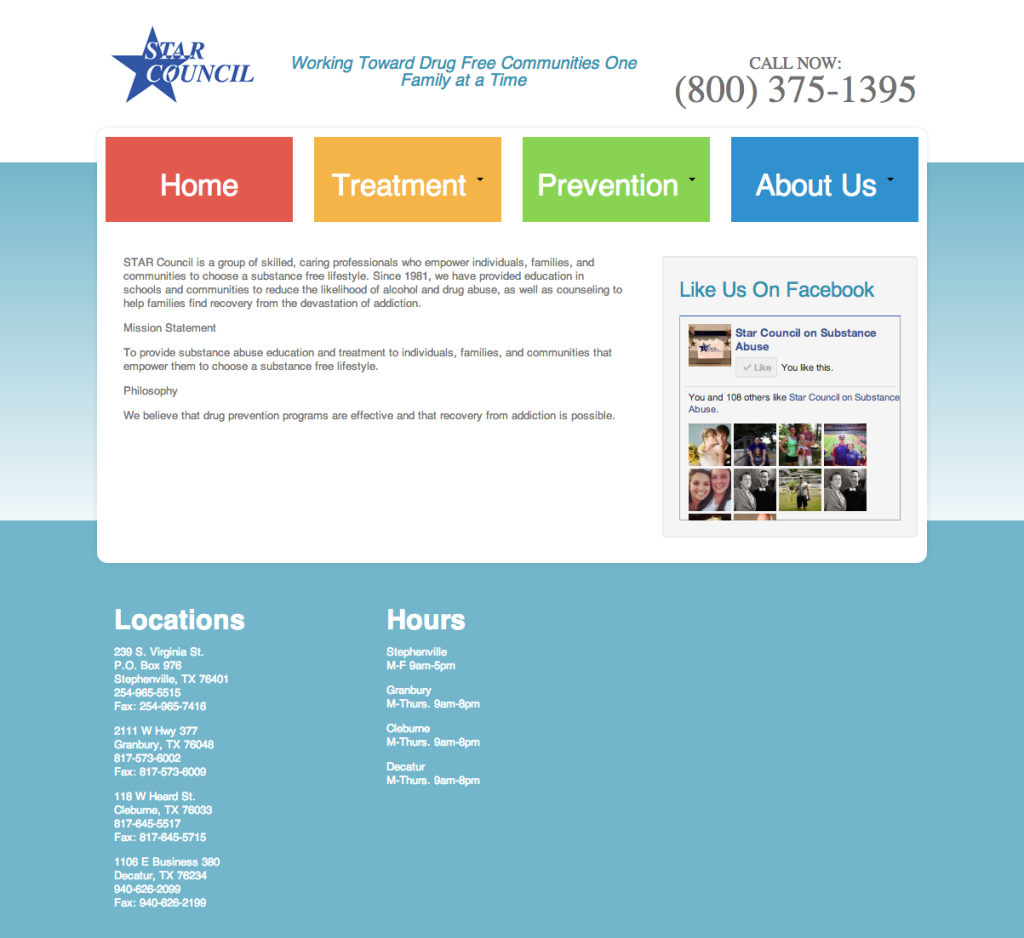 STAR
COUNCIL
Working Toward Drug Free Communities One
Family at a Time
CALL NOW:
(800) 375-1395
Home
Treatment
Prevention
About Us
STAR Council is a group of skilled, caring professionals who empower individuals, families, and
communities to choose a substance free lifestyle. Since 1981, we have provided education in
schools and communities to reduce the likelihood of alcohol and drug abuse, as well as counseling to
help families find recovery from the devastation of addiction.
Mission Statement
To provide substance abuse education and treatment to individuals, families, and communities that
empower them to choose a substance free lifestyle.
Philosophy
We believe that drug prevention programs are effective and that recovery from addiction is possible.
Like Us On Facebook
Star Council on Substance
Abuse
Like You like this.
You and 106 others like Star Council on Substance
Abuse.
Locations
239 S. Virginia St.
P.O. Box 976
Stephenville, TX 76401
254-965-5515
Fax: 254-965-7416
2111 W Hwy 377
Granbury, TX 76048
817-573-6002
Fax: 817-573-6009
118 W Heard St.
Cleburne, TX 76033
817-645-5517
Fax: 817-645-5715
1106 E Business 380
Decatur, TX 76234
940-626-2099
Fax: 940-626-2199
Hours
Stephenville
M-F 9am-5pm
Granbury
M-Thurs. 9am-8pm
Cleburne
M-Thurs. 9am-8pm
Decatur
M-Thurs. 9am-8pm